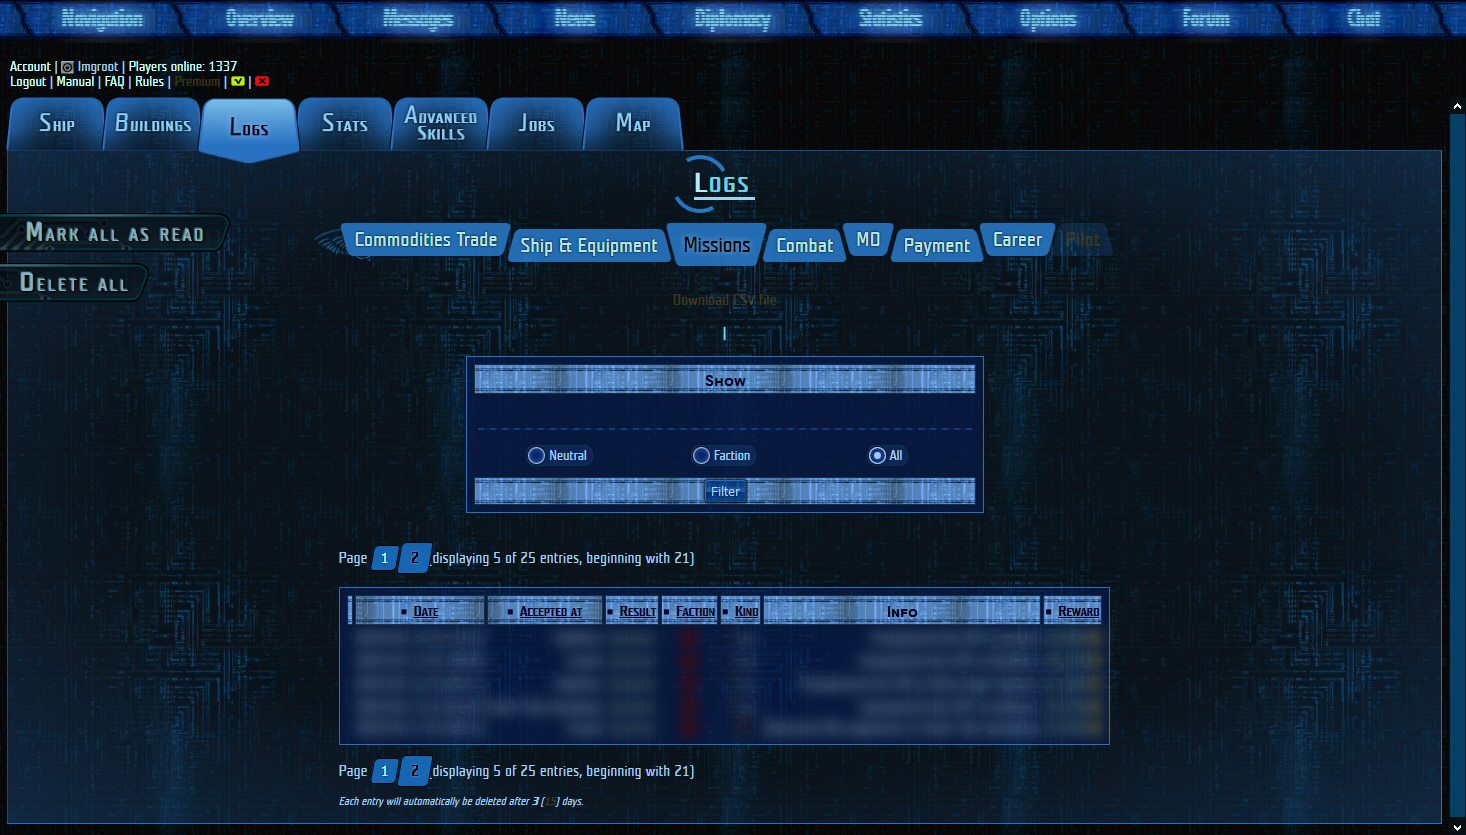 Navigation Overview Messages News Diplomacy Statistics Options Forum Chat
Account | Imgroot | Players online: 1337
Logout | Manual | FAQ | Rules | Premium | |
Ship Buildings Logs Stats Advanced Skills Jobs Map
Logs
Mark all as read
Delete all
Commodities Trade Ship & Equipment Missions Combat MO Payment Career Pilot
Download CSV file
|
Show
Neutral Faction All
Filter
Page 1 2 displaying 5 of 25 entries, beginning with 21)
Date Accepted at Result Faction Kind Info Reward
Page 1 2 displaying 5 of 25 entries, beginning with 21)
Each entry will automatically be deleted after 3 (15) days.